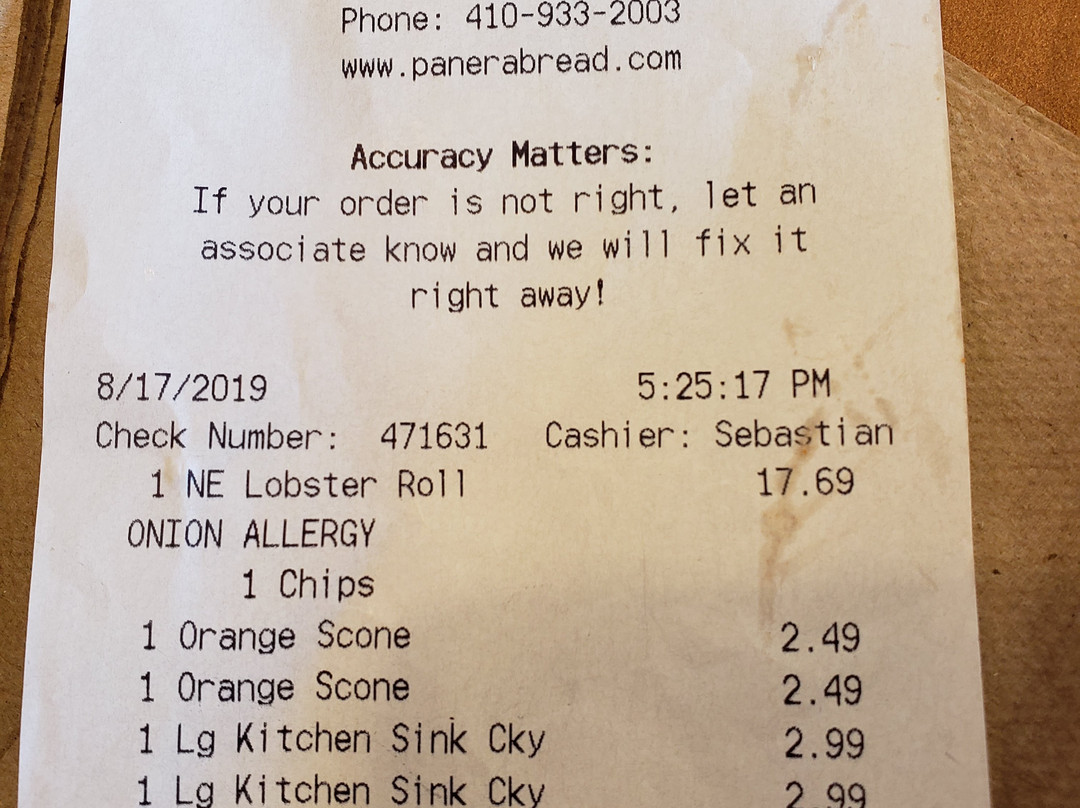 Phone: 410-933-2003
www.panerabread.com
Accuracy Matters:
If your order is not right, let an
associate know and we will fix it
right away!
8/17/2019 5:25:17 PM
Check Number: 471631 Cashier: Sebastian
1 NE Lobster Roll 17.69
ONION ALLERGY
1 Chips
1 Orange Scone 2.49
1 Orange Scone 2.49
1 Lg Kitchen Sink Cky 2.99
1 Lg Kitchen Sink Cky 2.99